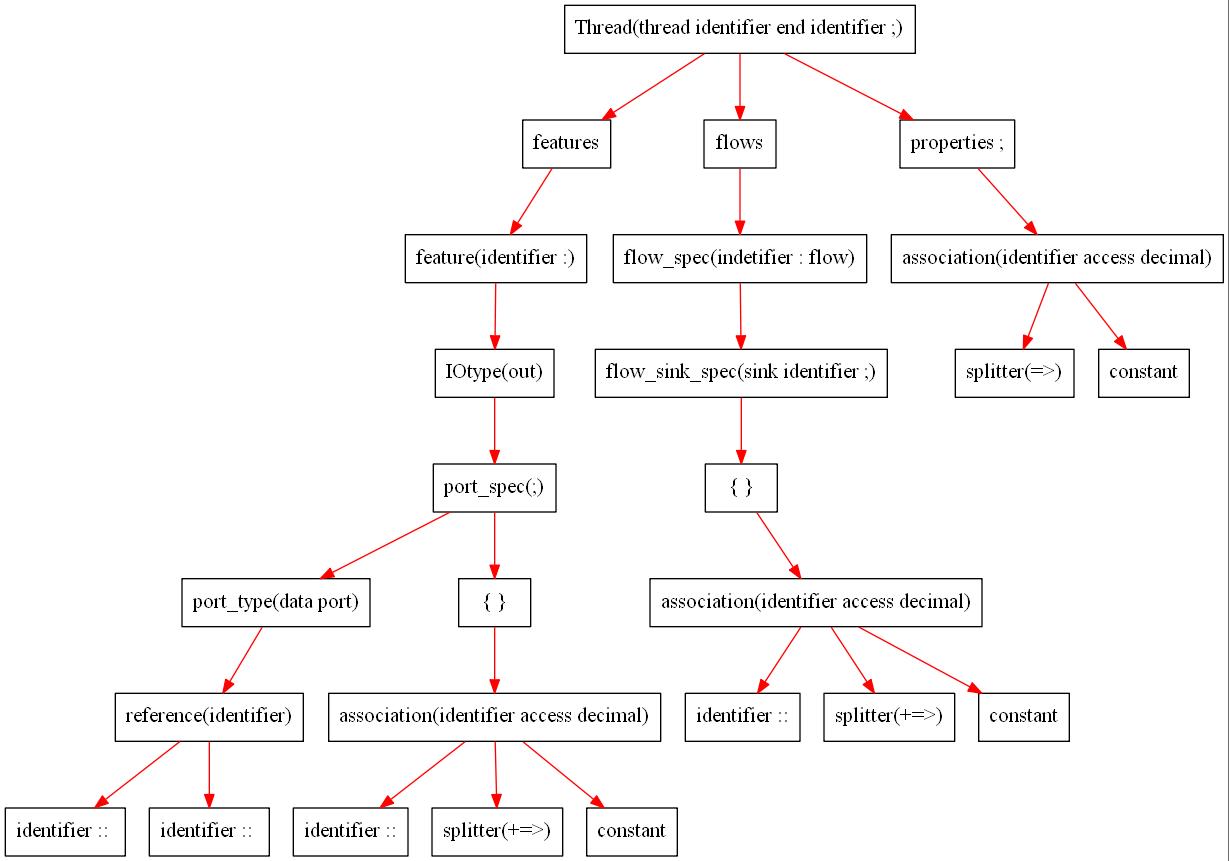 Thread(thread identifier end identifier ;)
features
flows
properties ;
feature(identifier :)
flow_spec(indetifier : flow)
association(identifier access decimal)
IOtype(out)
flow_sink_spec(sink identifier ;)
splitter(=>)
constant
port_spec(;)
{ }
port_type(data port)
{ }
association(identifier access decimal)
reference(identifier)
association(identifier access decimal)
identifier ::
splitter(+=>)
constant
identifier ::
identifier ::
identifier ::
splitter(+=>)
constant